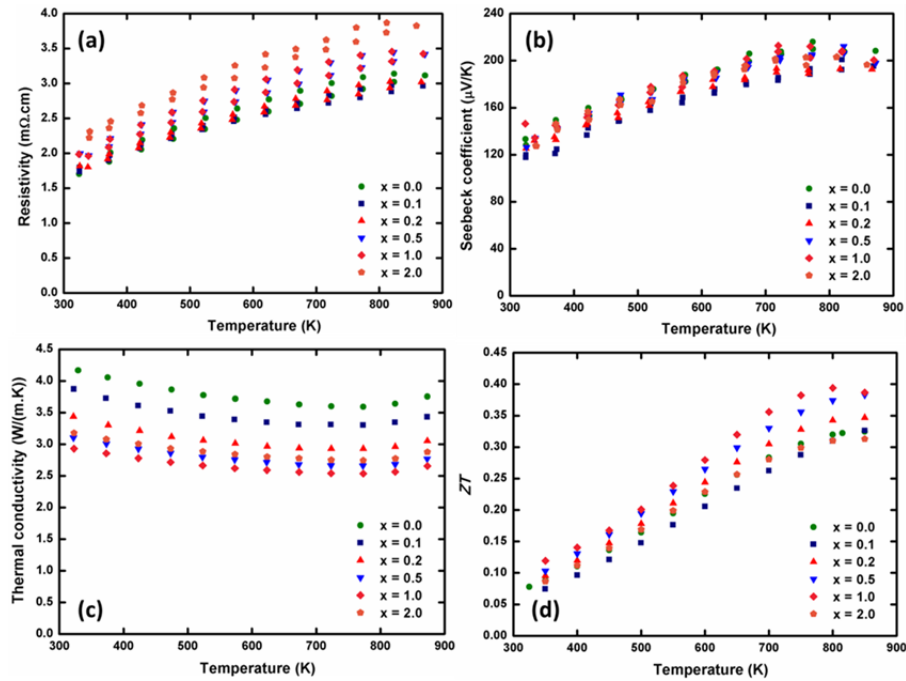 (a)
Resistivity (mΩ.cm)
4.0
3.5
3.0
2.5
2.0
1.5
1.0
0.5
0.0
x = 0.0
x = 0.1
x = 0.2
x = 0.5
x = 1.0
x = 2.0
300 400 500 600 700 800 900
Temperature (K)
(b)
Seebeck coefficient (μV/K)
240
200
160
120
80
40
0
x = 0.0
x = 0.1
x = 0.2
x = 0.5
x = 1.0
x = 2.0
300 400 500 600 700 800 900
Temperature (K)
(c)
Thermal conductivity (W/(m.K))
4.5
4.0
3.5
3.0
2.5
2.0
1.5
1.0
0.5
0.0
x = 0.0
x = 0.1
x = 0.2
x = 0.5
x = 1.0
x = 2.0
300 400 500 600 700 800 900
Temperature (K)
(d)
ZT
0.45
0.40
0.35
0.30
0.25
0.20
0.15
0.10
0.05
0.00
x = 0.0
x = 0.1
x = 0.2
x = 0.5
x = 1.0
x = 2.0
300 400 500 600 700 800 900
Temperature (K)